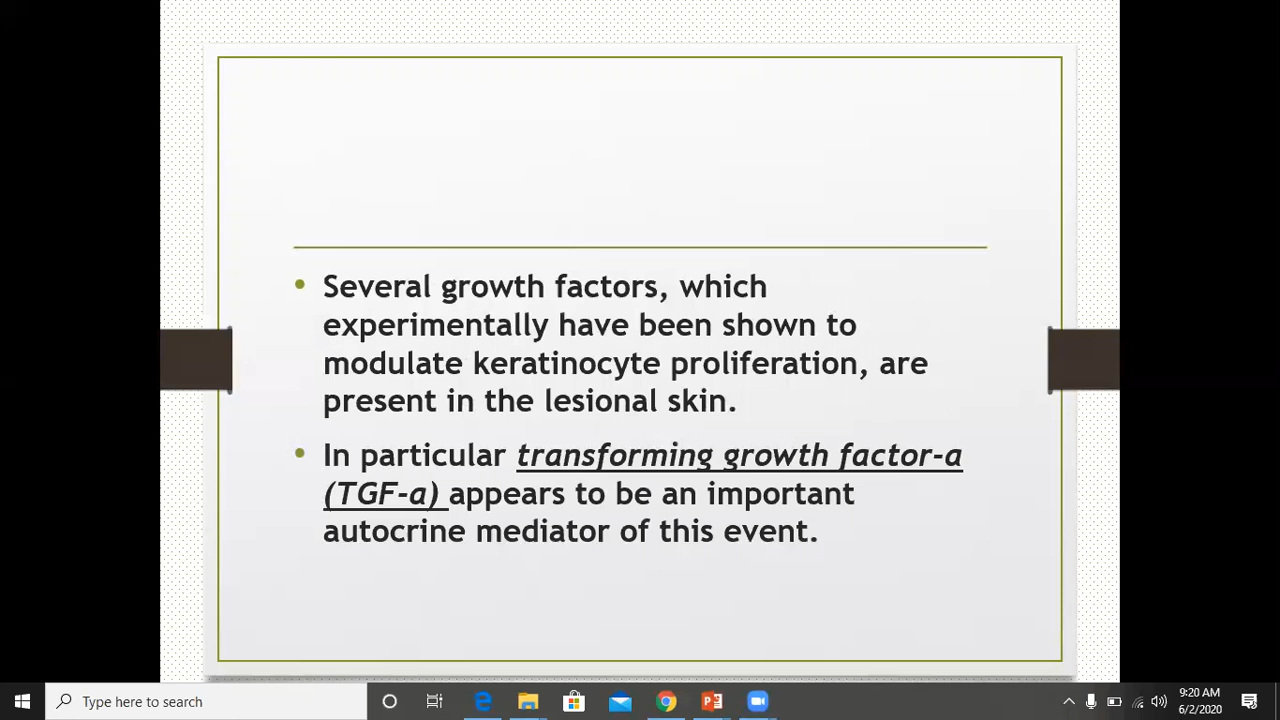 • Several growth factors, which
experimentally have been shown to
modulate keratinocyte proliferation, are
present in the lesional skin.
• In particular transforming growth factor-a
(TGF-a) appears to be an important
autocrine mediator of this event.
Type here to search
9:20 AM
6/2/2020